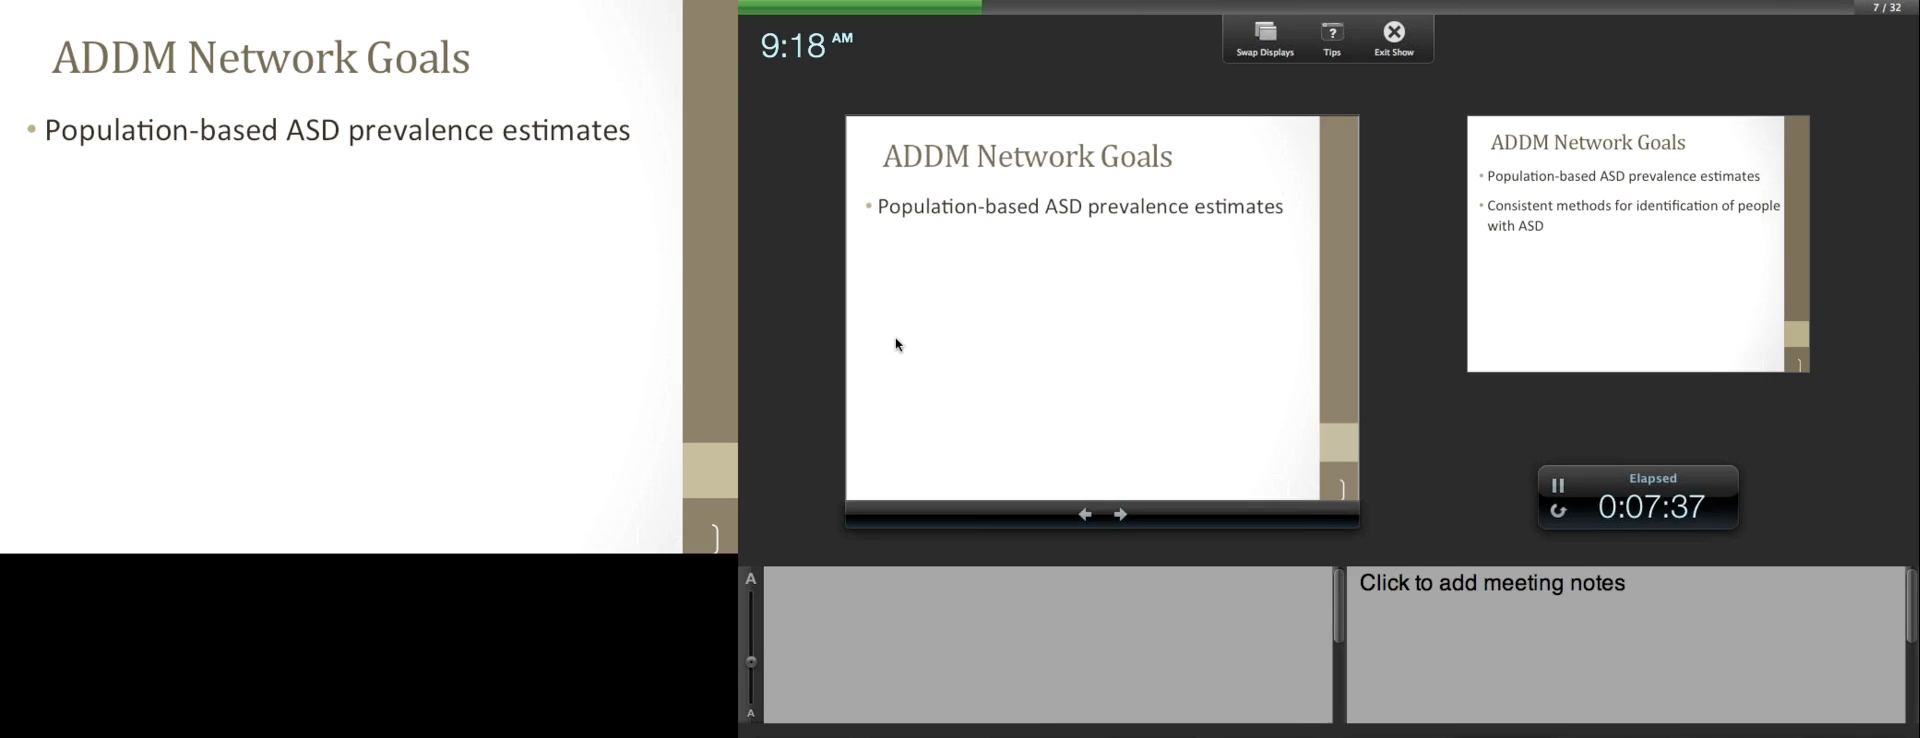 ADDM Network Goals
• Population-based ASD prevalence estimates
7 / 32
9:18 AM
Swap Displays
Tips
Exit Show
ADDM Network Goals
• Population-based ASD prevalence estimates
ADDM Network Goals
• Population-based ASD prevalence estimates
• Consistent methods for identification of people
with ASD
Elapsed
0:07:37
A
A
Click to add meeting notes